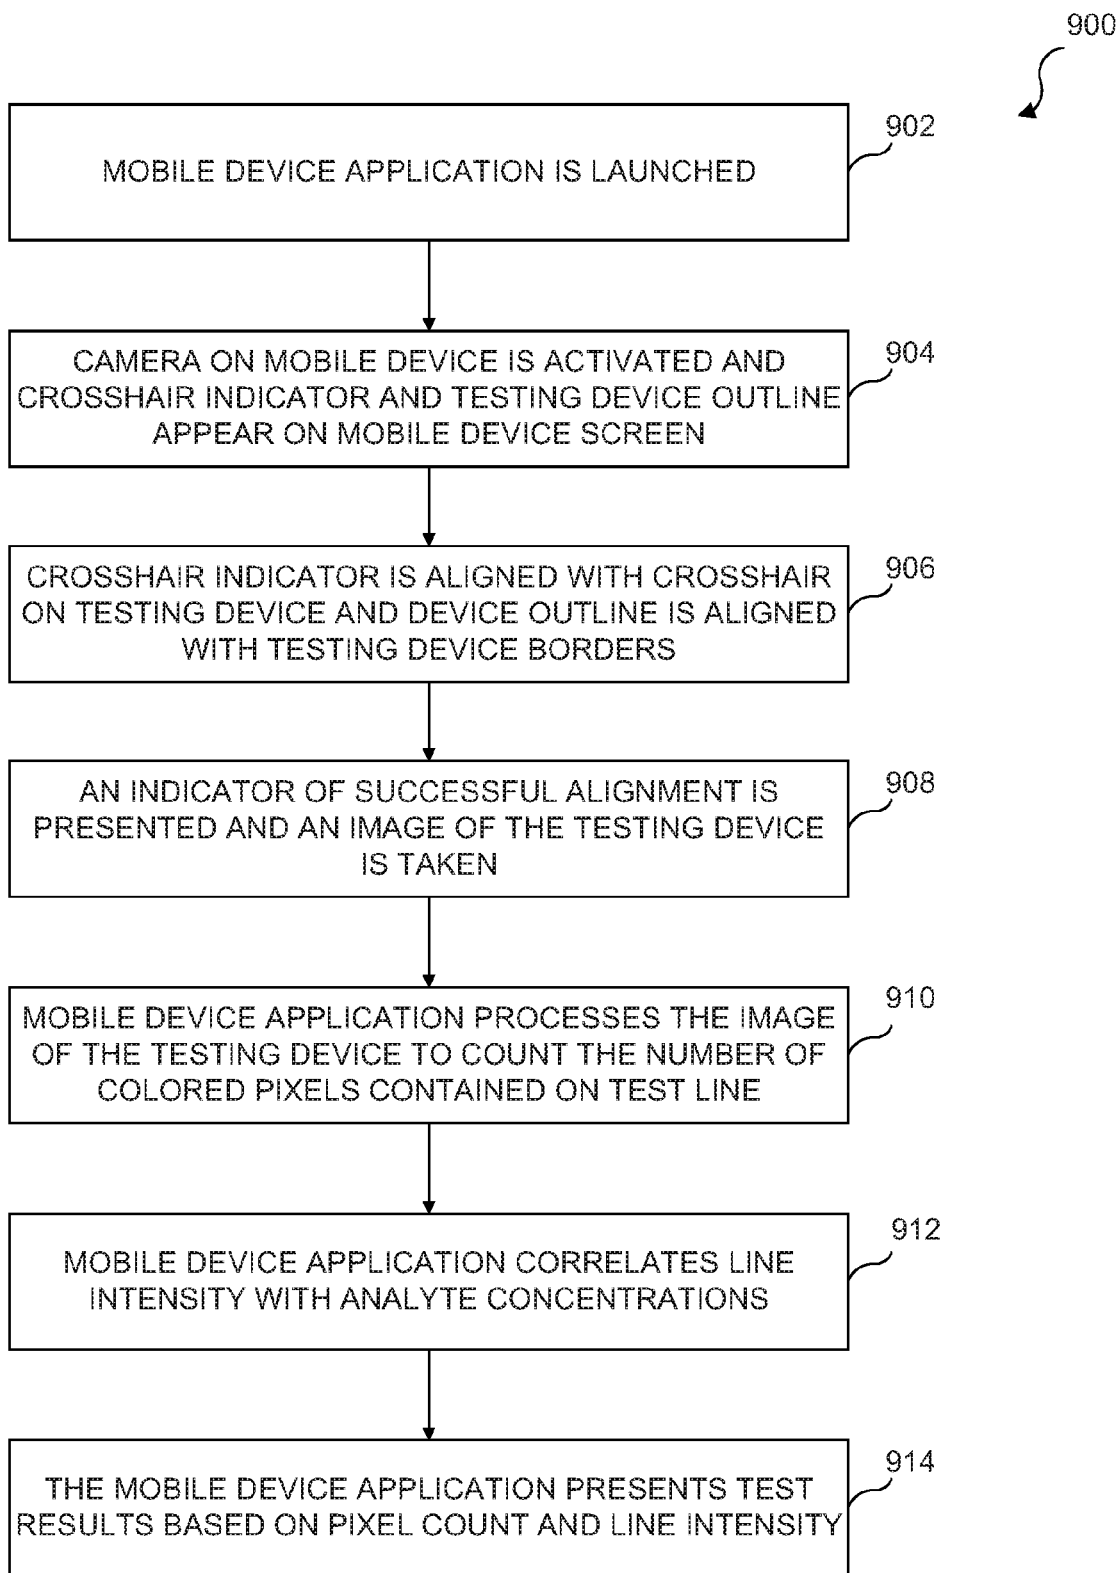 900
902
MOBILE DEVICE APPLICATION IS LAUNCHED
904
CAMERA ON MOBILE DEVICE IS ACTIVATED AND
CROSSHAIR INDICATOR AND TESTING DEVICE OUTLINE
APPEAR ON MOBILE DEVICE SCREEN
906
CROSSHAIR INDICATOR IS ALIGNED WITH CROSSHAIR
ON TESTING DEVICE AND DEVICE OUTLINE IS ALIGNED
WITH TESTING DEVICE BORDERS
908
AN INDICATOR OF SUCCESSFUL ALIGNMENT IS
PRESENTED AND AN IMAGE OF THE TESTING DEVICE
IS TAKEN
910
MOBILE DEVICE APPLICATION PROCESSES THE IMAGE
OF THE TESTING DEVICE TO COUNT THE NUMBER OF
COLORED PIXELS CONTAINED ON TEST LINE
912
MOBILE DEVICE APPLICATION CORRELATES LINE
INTENSITY WITH ANALYTE CONCENTRATIONS
914
THE MOBILE DEVICE APPLICATION PRESENTS TEST
RESULTS BASED ON PIXEL COUNT AND LINE INTENSITY